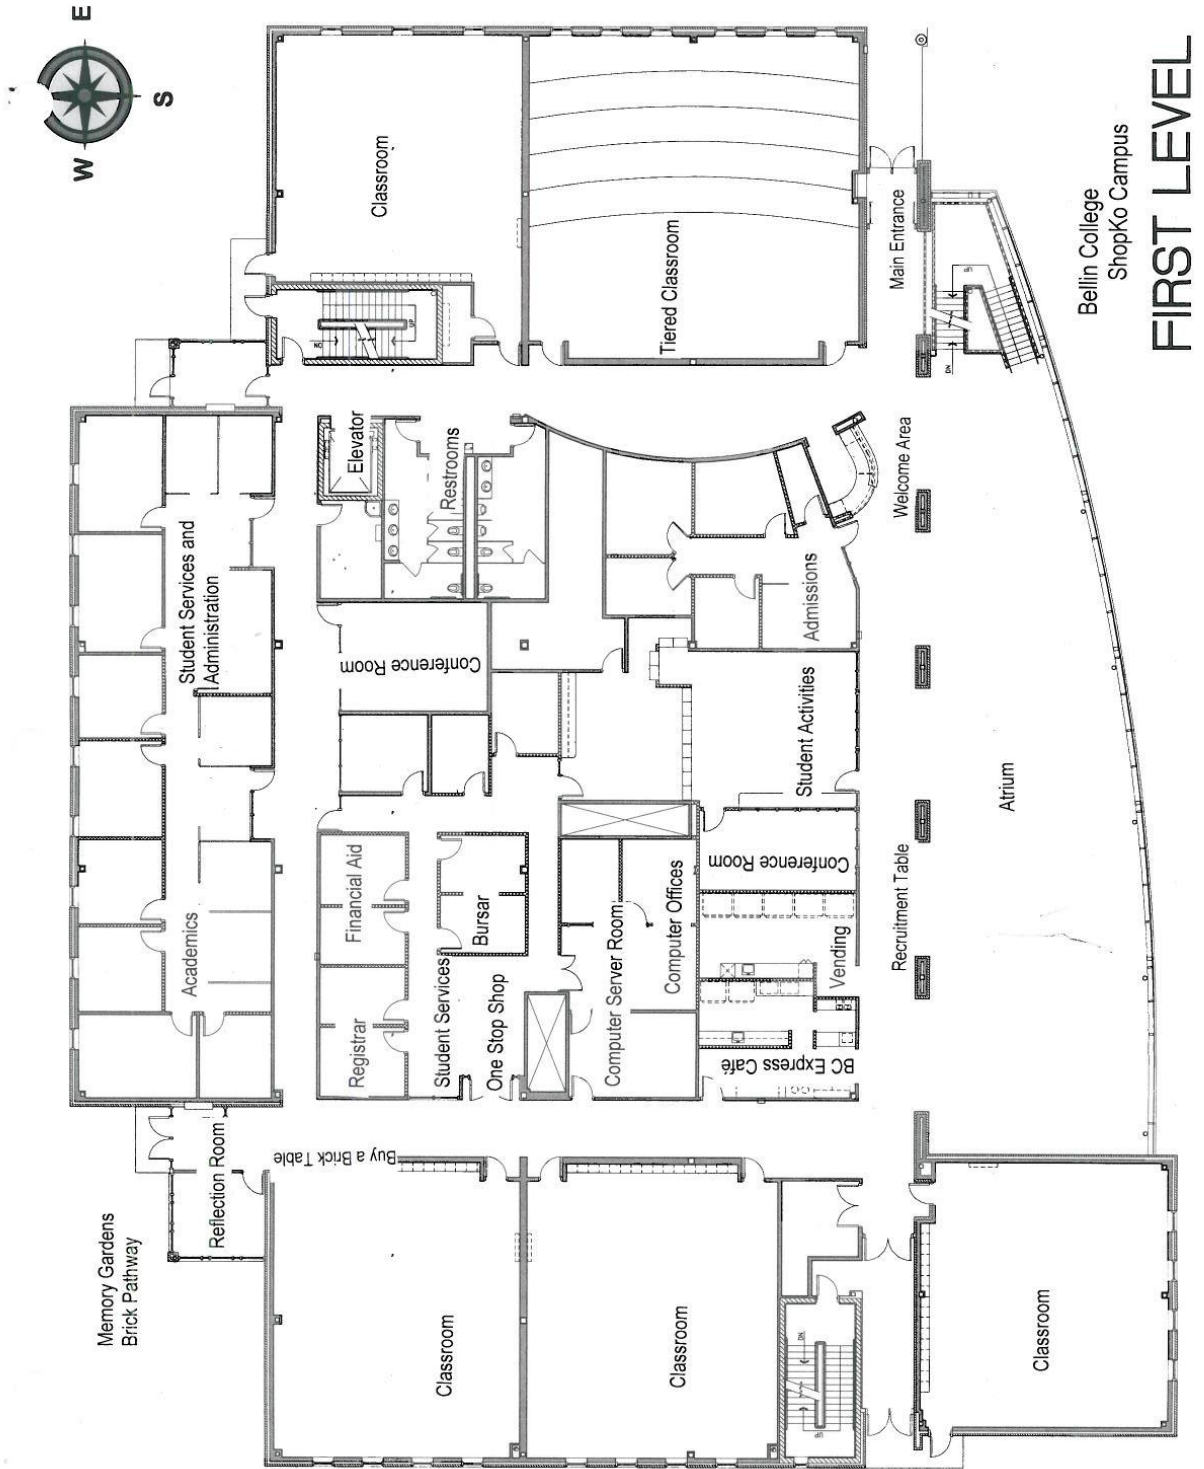 W
E
S
Memory Gardens
Brick Pathway
Reflection Room
Academics
Student Services and
Administration
Buy a Brick Table
Registrar
Financial Aid
Conference Room
Elevator
DN
UP
Classroom
Classroom
Student Services
One Stop Shop
Bursar
Restrooms
Classroom
Computer Server Room
Computer Offices
Tiered Classroom
DN
UP
BC Express Café
Vending
Conference Room
Student Activities
Admissions
Main Entrance
Recruitment Table
Welcome Area
DN
UP
Classroom
Atrium
Bellin College
ShopKo Campus
FIRST LEVEL